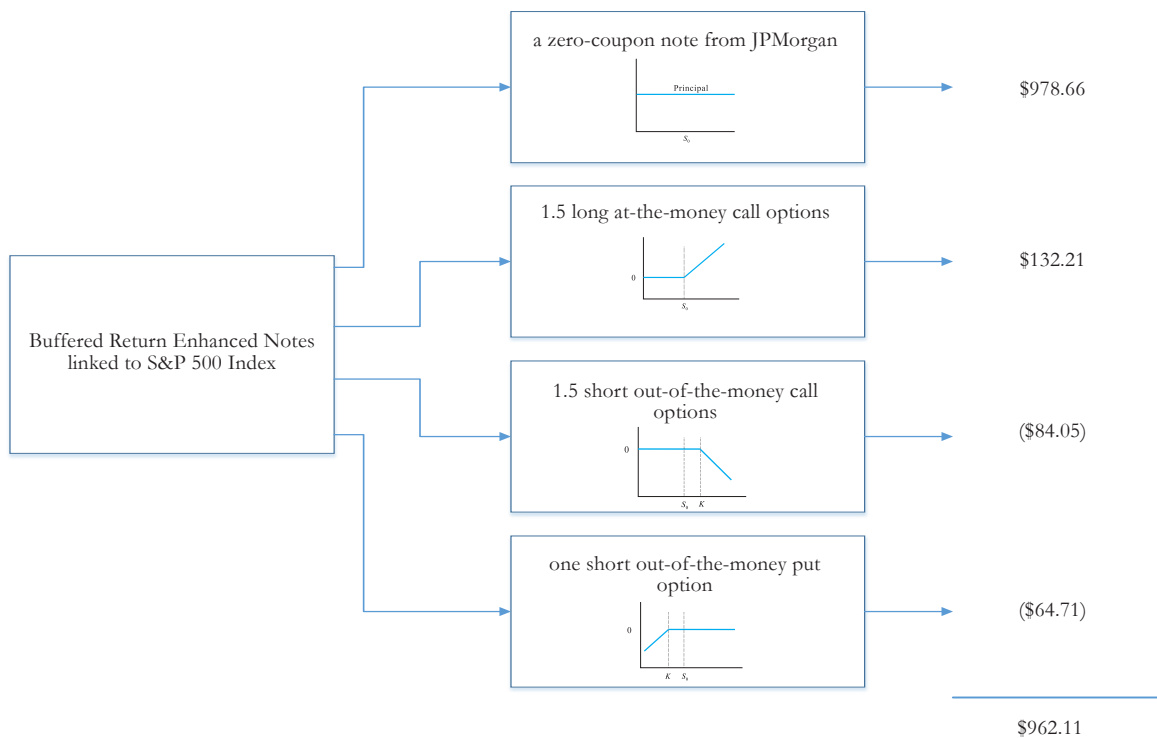 Buffered Return Enhanced Notes
linked to S&P 500 Index
a zero-coupon note from JPMorgan
Principal
S₀
$978.66
1.5 long at-the-money call options
0
S₀
$132.21
1.5 short out-of-the-money call
options
0
S₀ K
($84.05)
one short out-of-the-money put
option
0
K S₀
($64.71)
$962.11